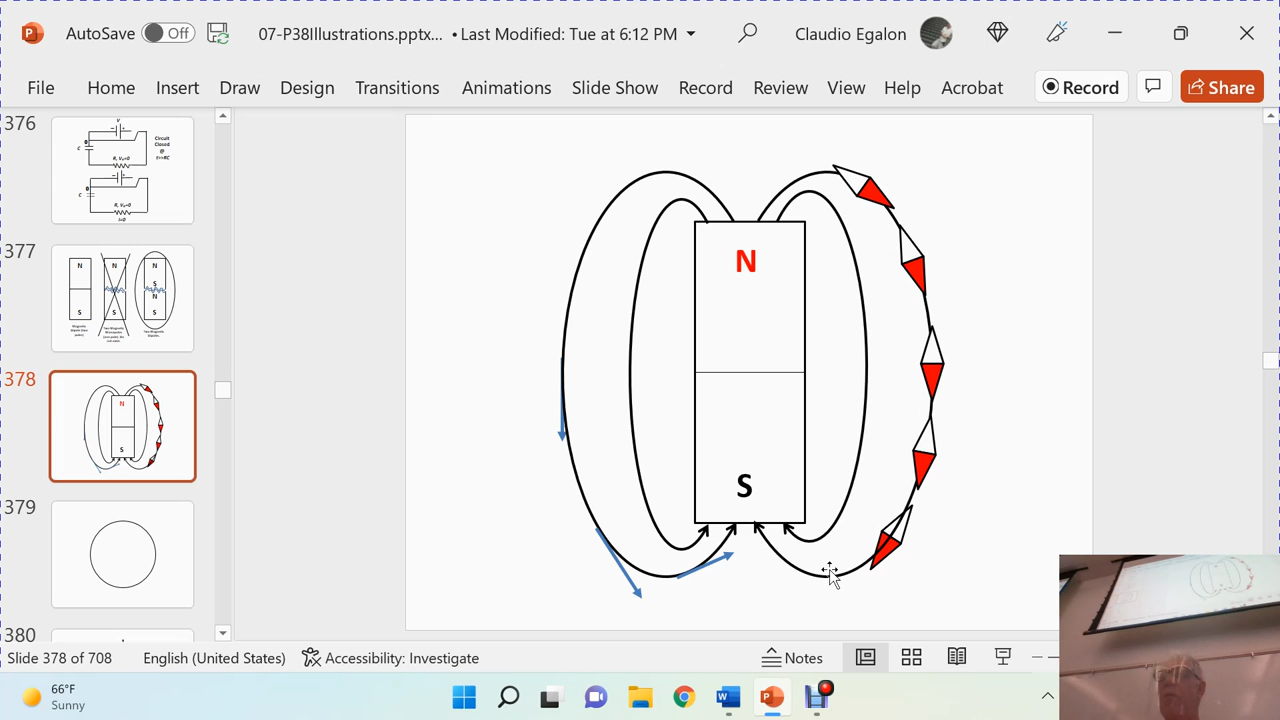 AutoSave Off 07-P38Illustrations.pptx... • Last Modified: Tue at 6:12 PM Claudio Egalon
File Home Insert Draw Design Transitions Animations Slide Show Record Review View Help Acrobat Record Share
376
Circuit
Closed
@
t>>RC
377
N N N
S
N
S S S
378
N
S
379
380
N
S
Slide 378 of 708 English (United States) Accessibility: Investigate Notes
66°F
Sunny